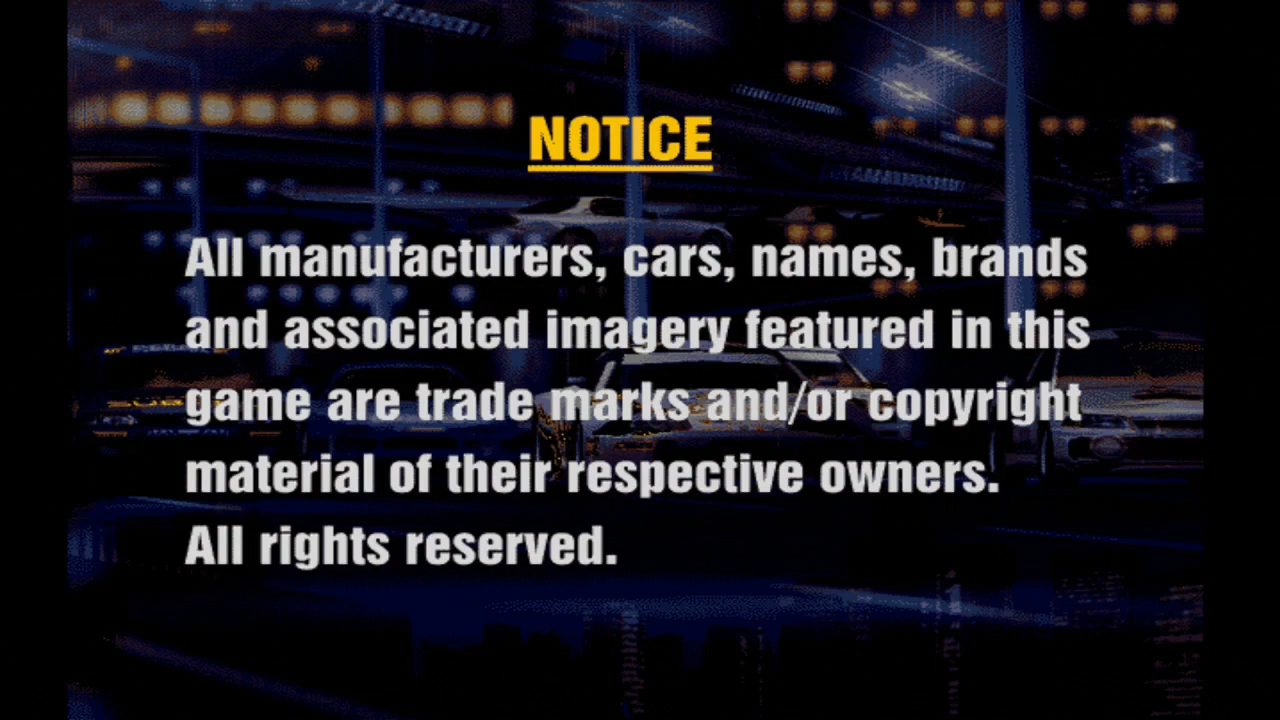 NOTICE
All manufacturers, cars, names, brands
and associated imagery featured in this
game are trade marks and/or copyright
material of their respective owners.
All rights reserved.